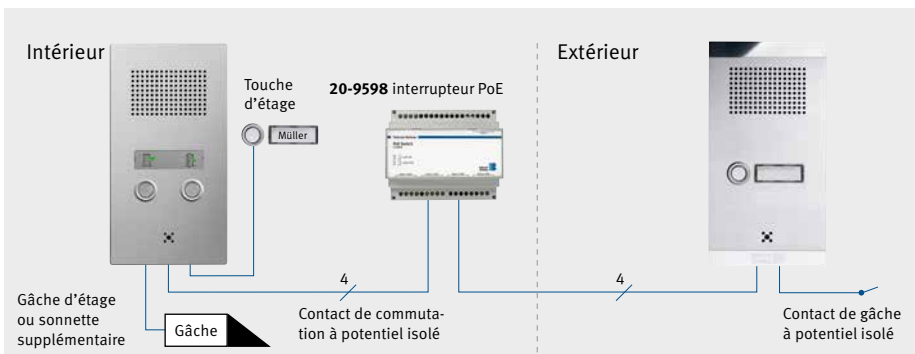 Intérieur
Extérieur
Touche
d'étage
Müller
20-9598 interrupteur PoE
4
4
Gâche d'étage
ou sonnette
supplémentaire
Gâche
Contact de commuta-
tion à potentiel isolé
Contact de gâche
à potentiel isolé